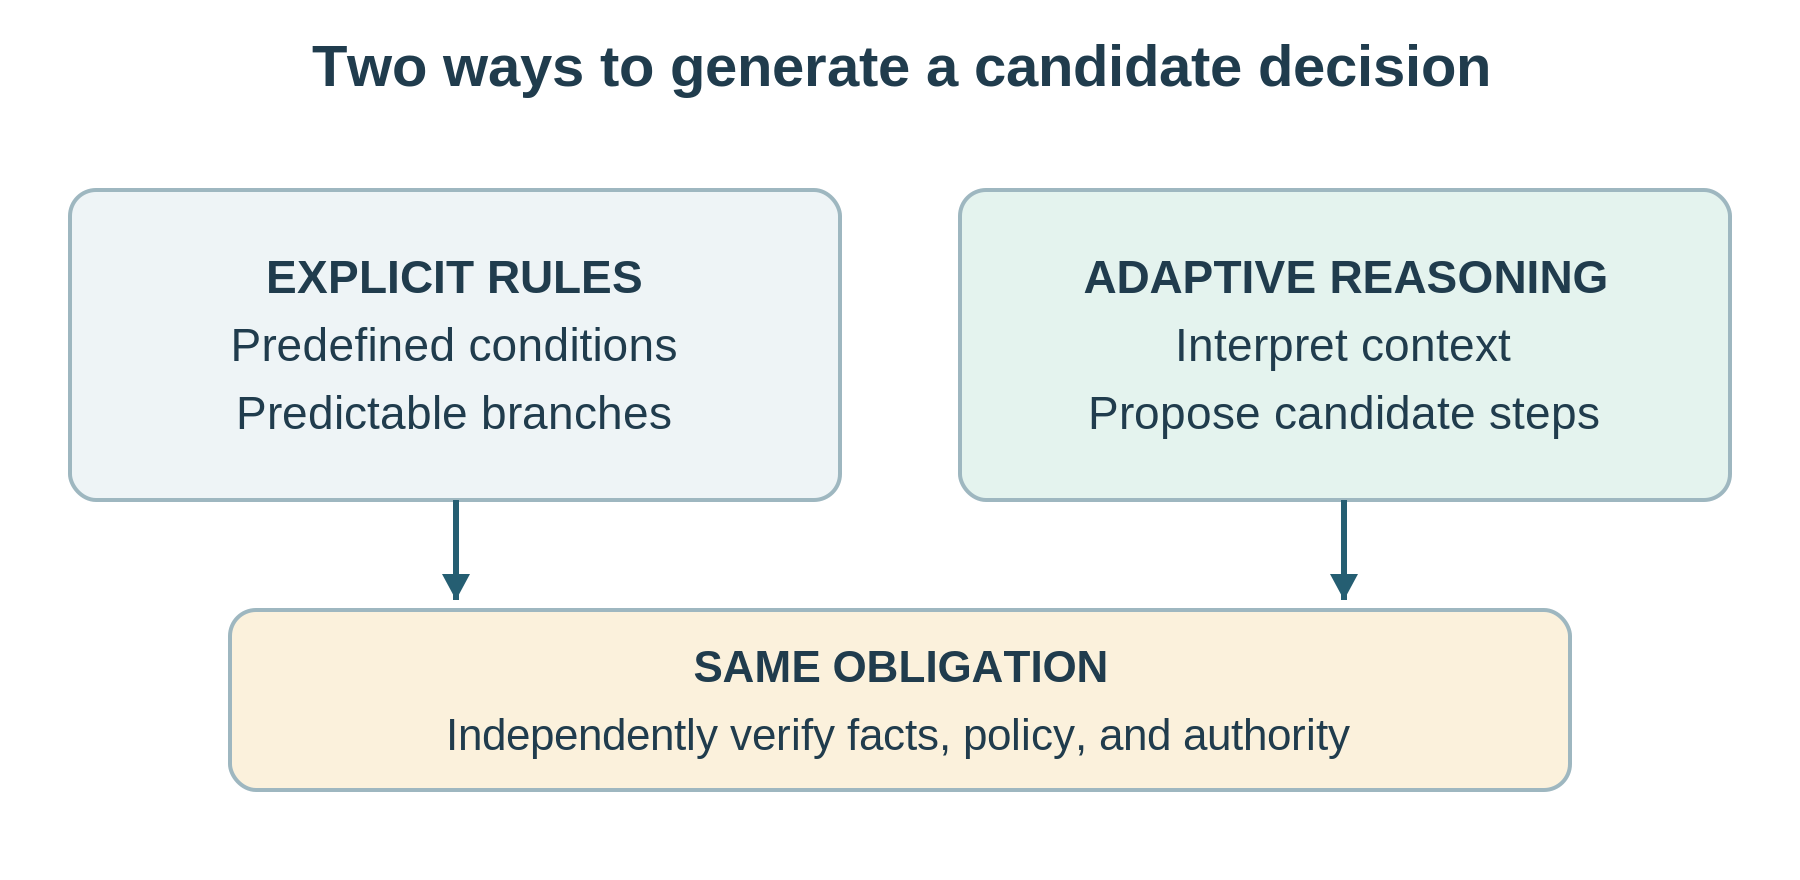 Two ways to generate a candidate decision
EXPLICIT RULES
Predefined conditions
Predictable branches
ADAPTIVE REASONING
Interpret context
Propose candidate steps
SAME OBLIGATION
Independently verify facts, policy, and authority